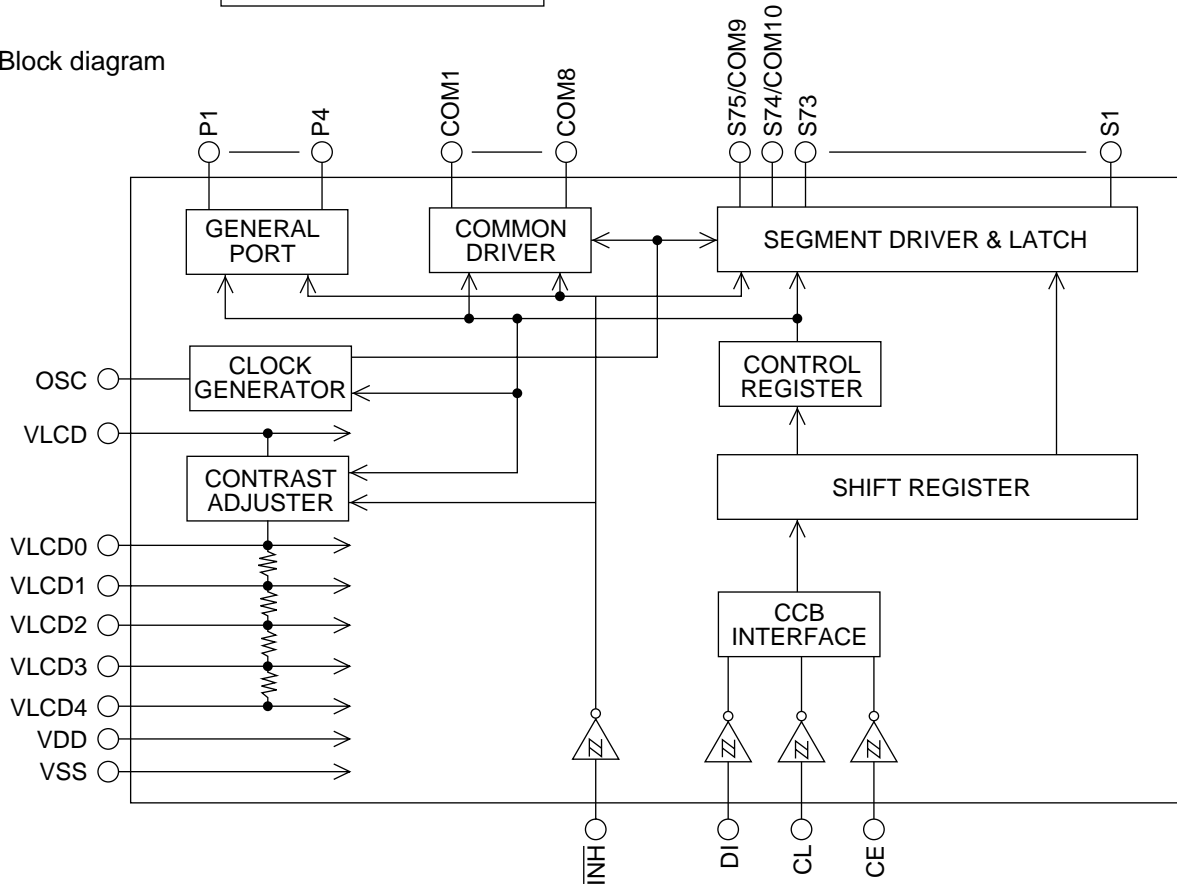 Block diagram
P1
P4
COM1
COM8
S75/COM9
S74/COM10
S73
S1
GENERAL
PORT
COMMON
DRIVER
SEGMENT DRIVER & LATCH
OSC
CLOCK
GENERATOR
CONTROL
REGISTER
VLCD
CONTRAST
ADJUSTER
SHIFT REGISTER
VLCD0
VLCD1
VLCD2
VLCD3
VLCD4
VDD
VSS
CCB
INTERFACE
INH
DI
CL
CE